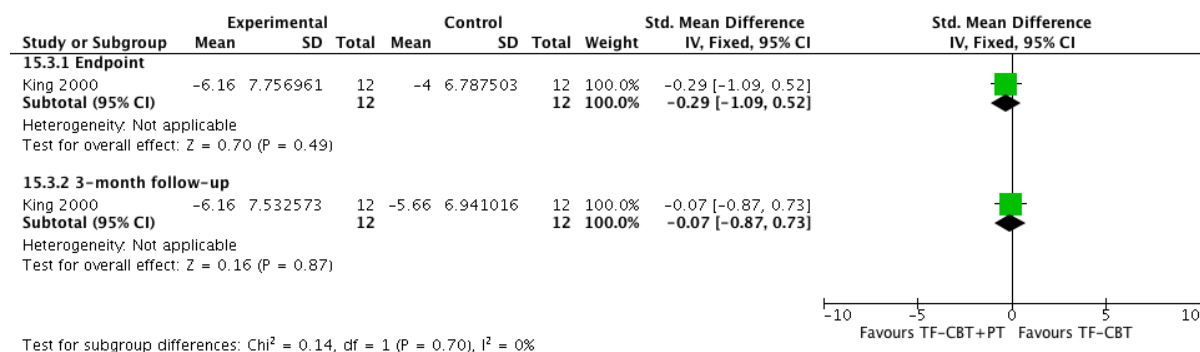 Experimental Control Std. Mean Difference Std. Mean Difference
Study or Subgroup Mean SD Total Mean SD Total Weight IV, Fixed, 95% CI IV, Fixed, 95% CI
15.3.1 Endpoint
King 2000 -6.16 7.756961 12 -4 6.787503 12 100.0% -0.29 [-1.09, 0.52]
Subtotal (95% CI) 12 12 100.0% -0.29 [-1.09, 0.52]
Heterogeneity: Not applicable
Test for overall effect: Z = 0.70 (P = 0.49)
15.3.2 3-month follow-up
King 2000 -6.16 7.532573 12 -5.66 6.941016 12 100.0% -0.07 [-0.87, 0.73]
Subtotal (95% CI) 12 12 100.0% -0.07 [-0.87, 0.73]
Heterogeneity: Not applicable
Test for overall effect: Z = 0.16 (P = 0.87)
-10 -5 0 5 10
Favours TF-CBT+PT Favours TF-CBT
Test for subgroup differences: Chi² = 0.14, df = 1 (P = 0.70), I² = 0%